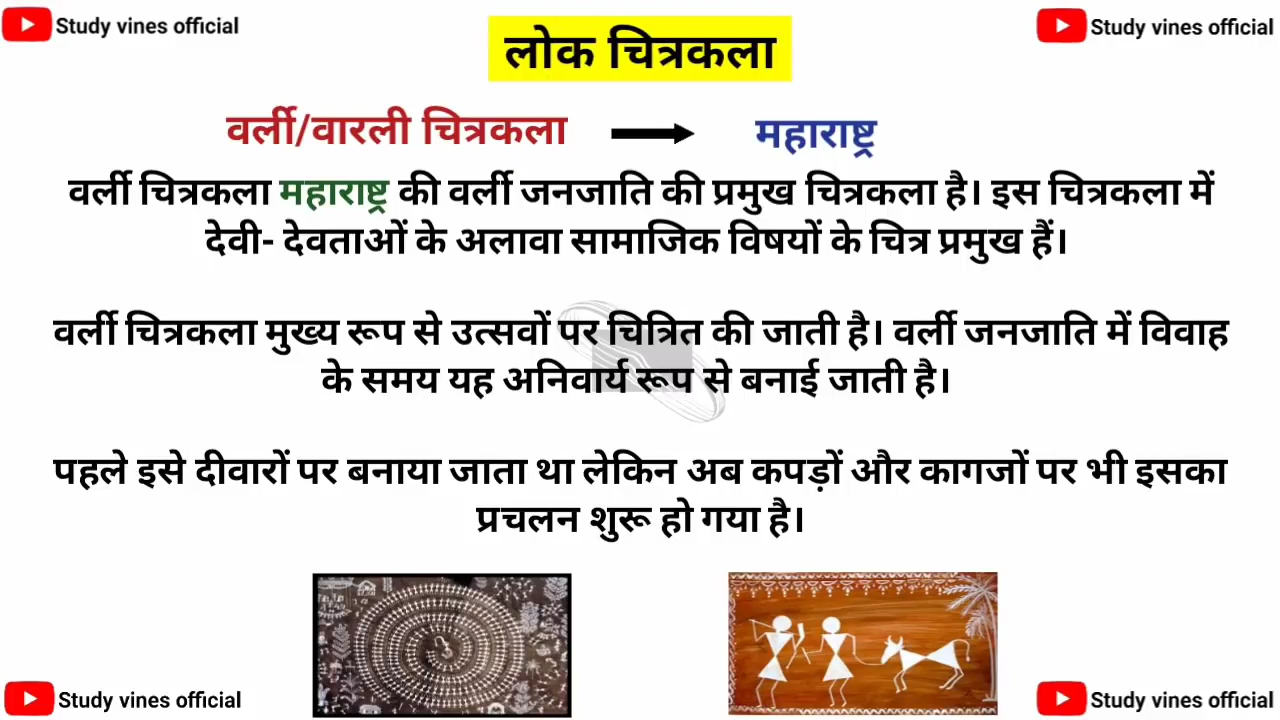 Study vines official
Study vines official
लोक चित्रकला
वर्ली/वारली चित्रकला
महाराष्ट्र
वर्ली चित्रकला महाराष्ट्र की वर्ली जनजाति की प्रमुख चित्रकला है। इस चित्रकला में
देवी- देवताओं के अलावा सामाजिक विषयों के चित्र प्रमुख हैं।
वर्ली चित्रकला मुख्य रूप से उत्सवों पर चित्रित की जाती है। वर्ली जनजाति में विवाह
के समय यह अनिवार्य रूप से बनाई जाती है।
पहले इसे दीवारों पर बनाया जाता था लेकिन अब कपड़ों और कागजों पर भी इसका
प्रचलन शुरू हो गया है।
Study vines official
Study vines official